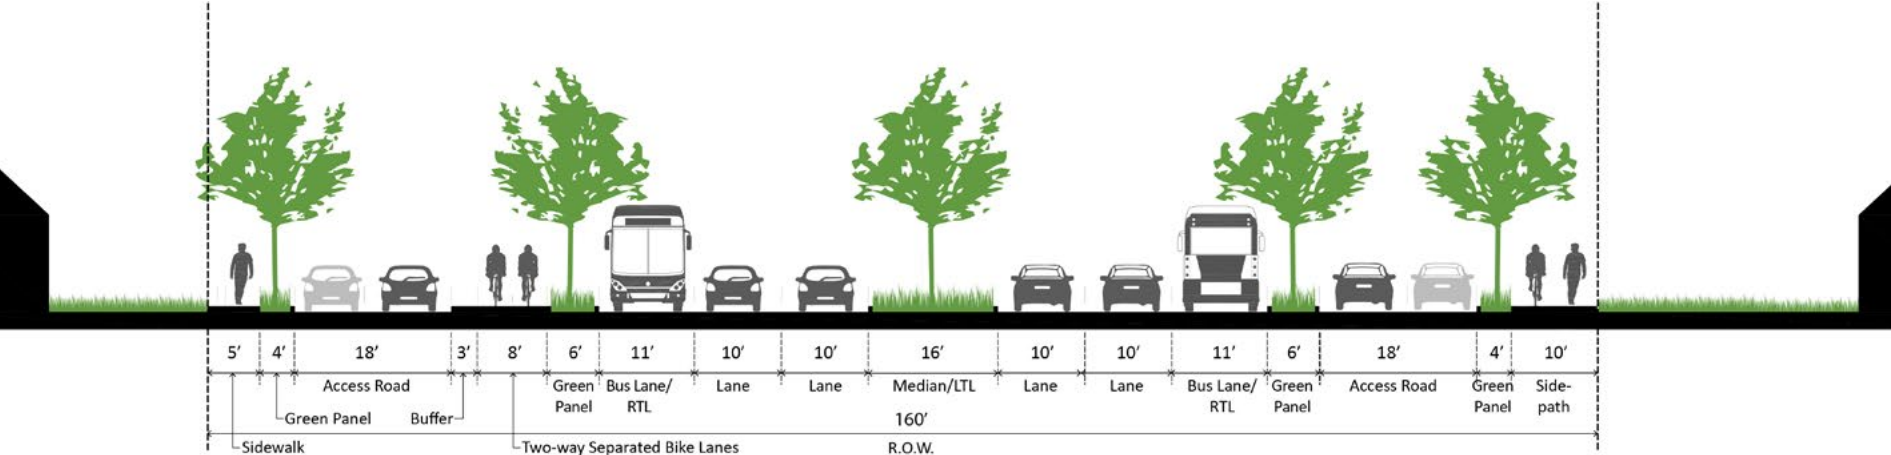 5’ 4’ 18’ 3’ 8’ 6’ 11’ 10’ 10’ 16’ 10’ 10’ 11’ 6’ 18’ 4’ 10’
Access Road Green Bus Lane/ Lane Lane Median/LTL Lane Lane Bus Lane/ Green Access Road Green Side-
Panel RTL RTL Panel Panel path
Green Panel Buffer 160’
Sidewalk Two-way Separated Bike Lanes R.O.W.